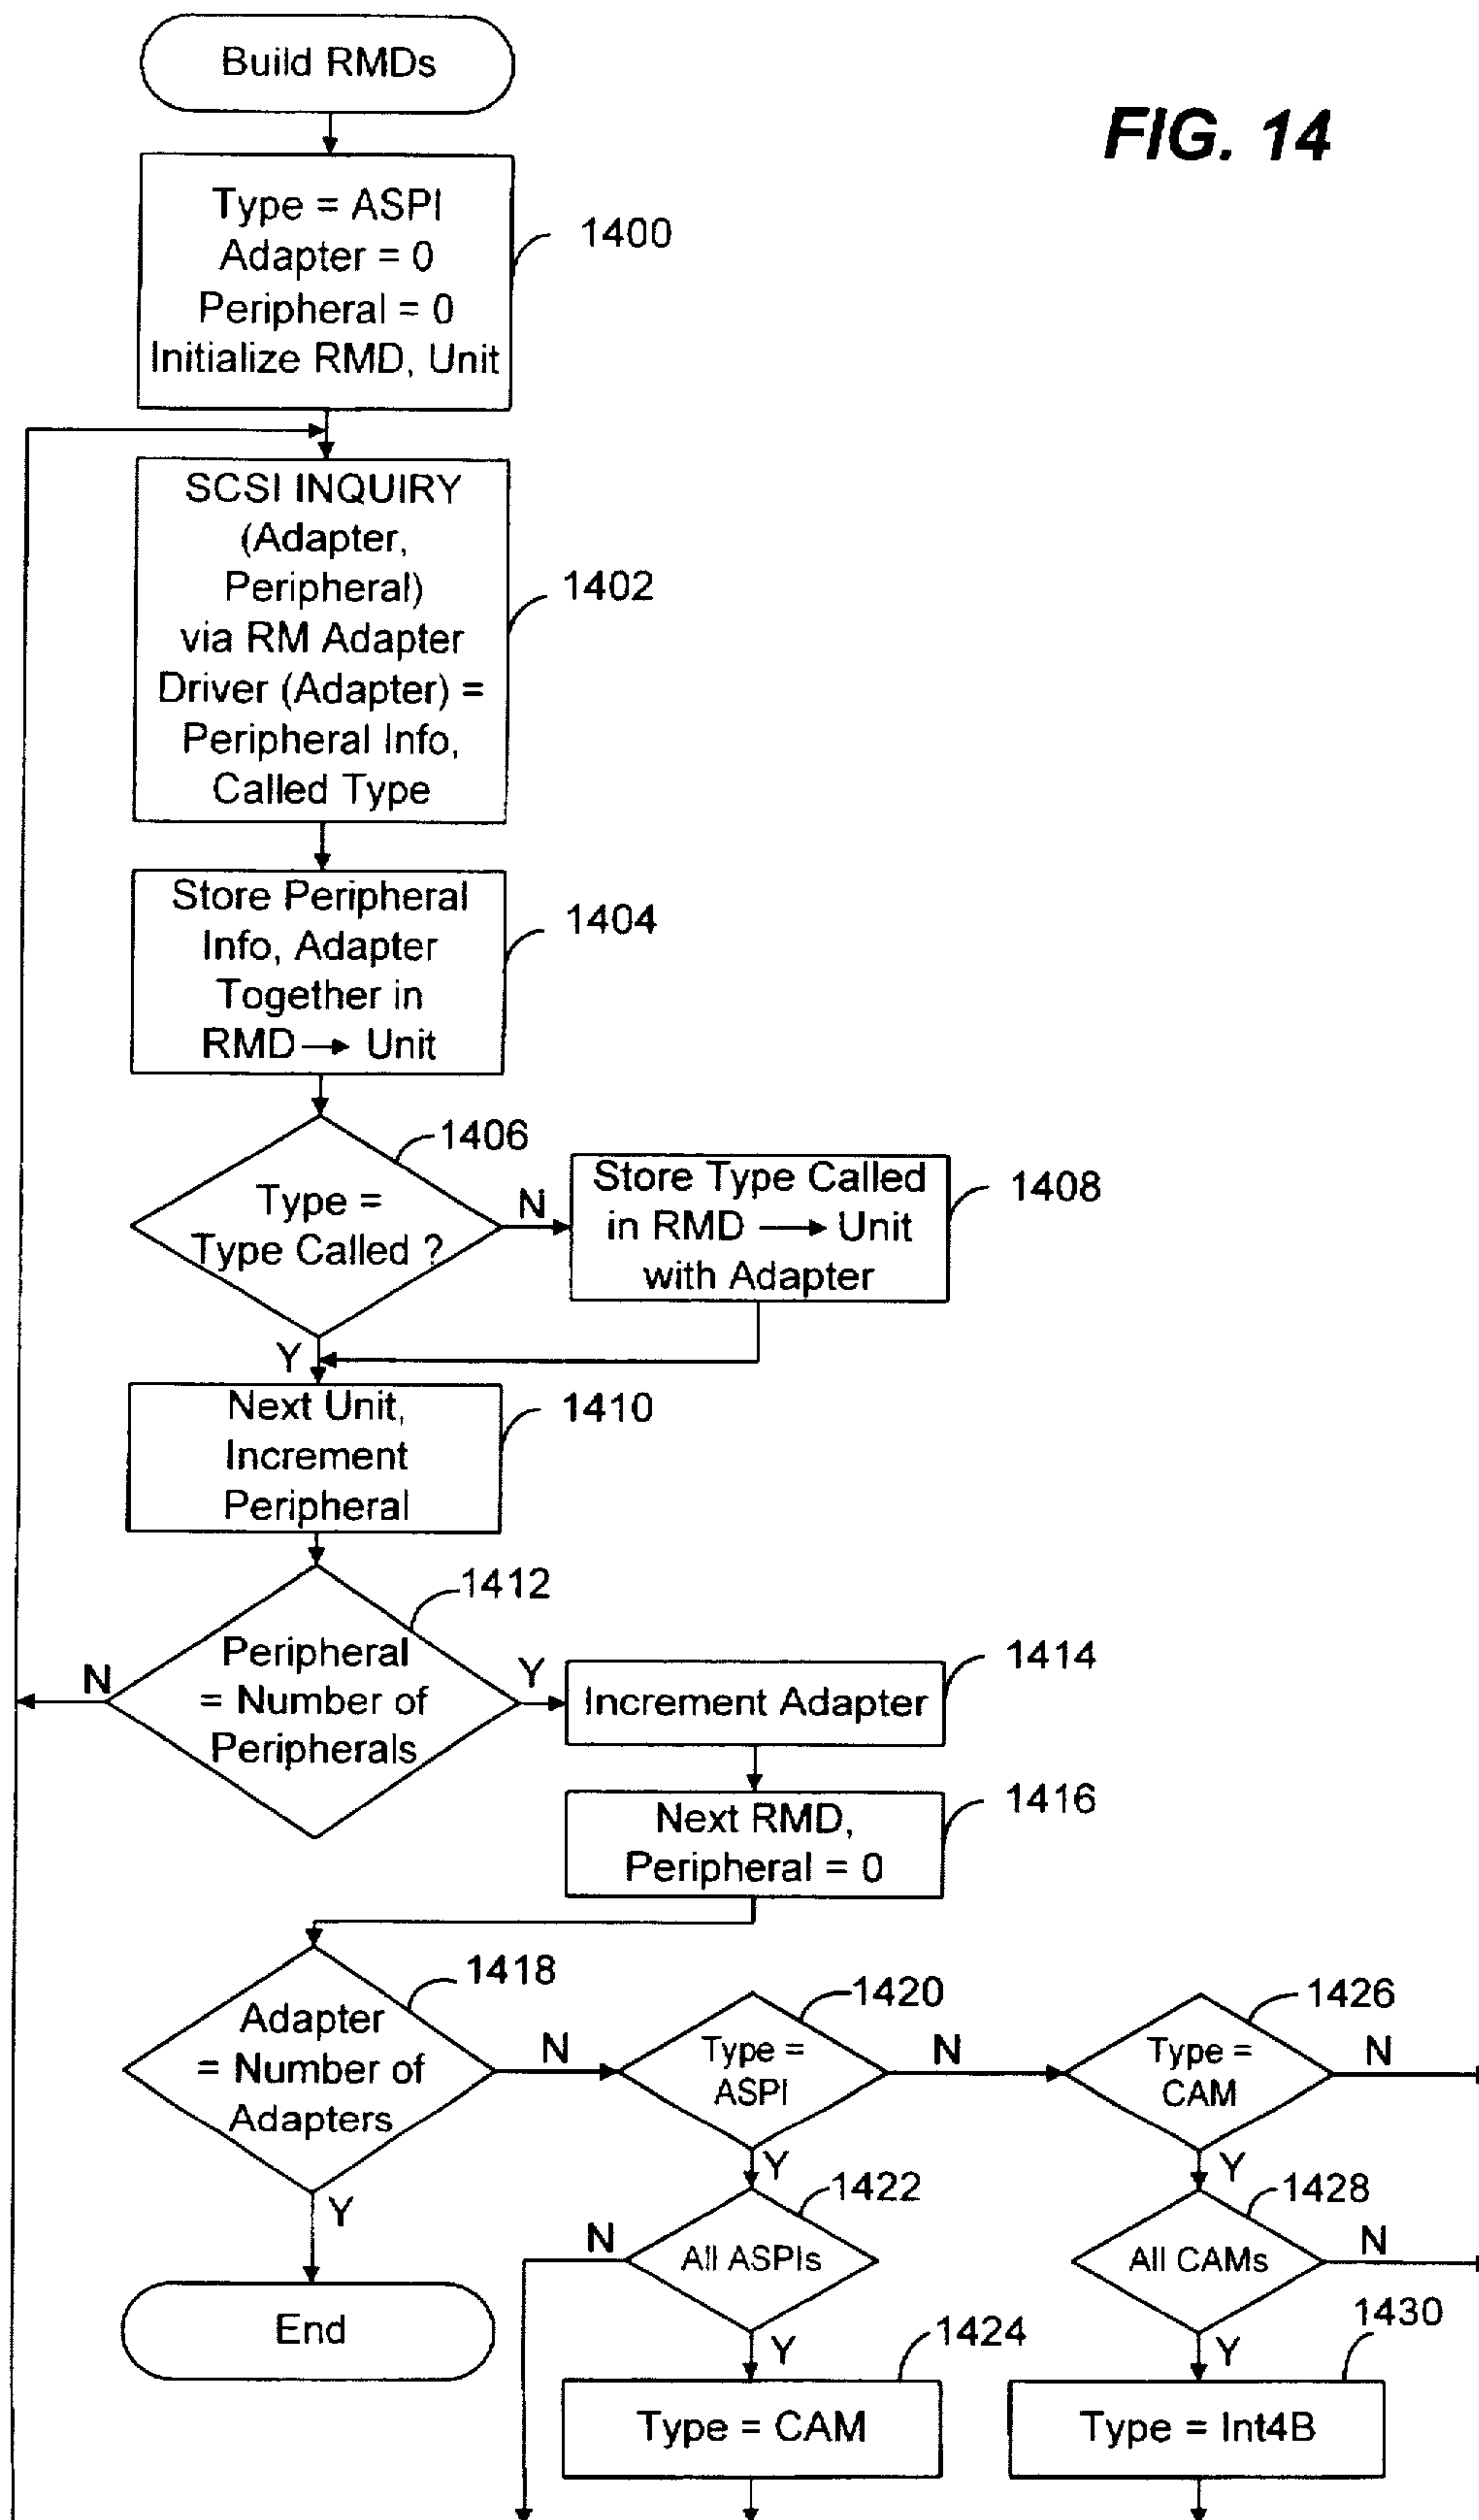 Build RMDs
FIG. 14
Type = ASPI
Adapter = 0
Peripheral = 0
Initialize RMD, Unit
1400
SCSI INQUIRY
(Adapter,
Peripheral)
via RM Adapter
Driver (Adapter) =
Peripheral Info,
Called Type
1402
Store Peripheral
Info, Adapter
Together in
RMD → Unit
1404
1406
Type =
Type Called ?
N
Y
Store Type Called
in RMD → Unit
with Adapter
1408
Next Unit,
Increment
Peripheral
1410
1412
Peripheral
= Number of
Peripherals
N
Y
Increment Adapter
1414
Next RMD,
Peripheral = 0
1416
1418
Adapter
= Number of
Adapters
N
Y
End
1420
Type =
ASPI
N
Y
1422
All ASPIs
N
Y
1424
Type = CAM
1426
Type =
CAM
N
Y
1428
All CAMs
N
Y
1430
Type = Int4B